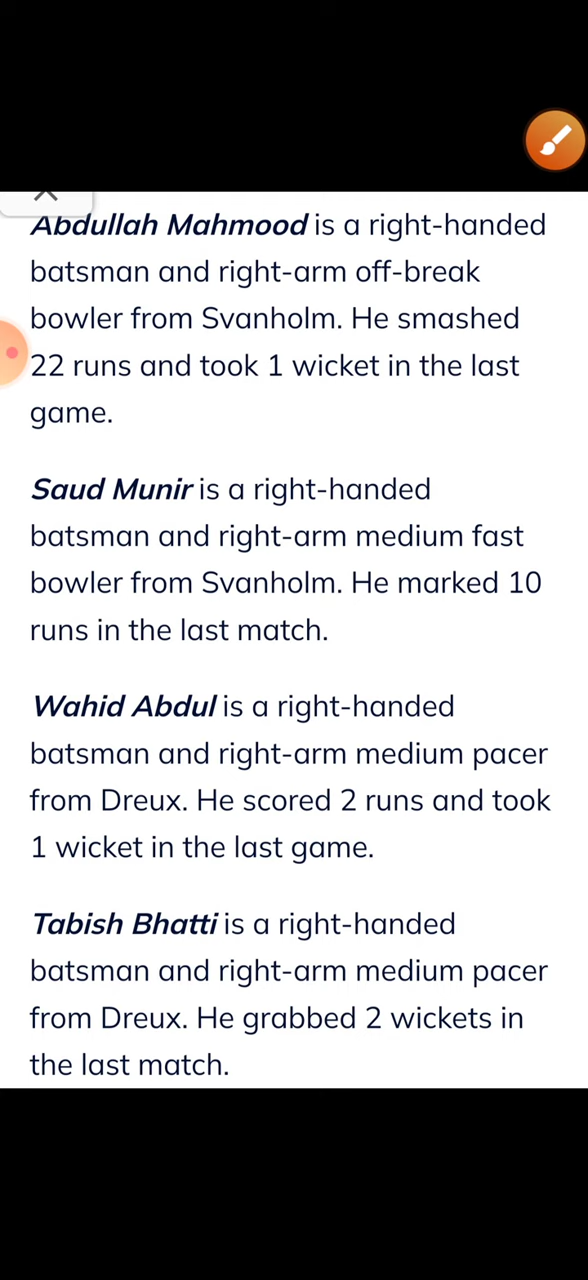 Abdullah Mahmood is a right-handed
batsman and right-arm off-break
bowler from Svanholm. He smashed
22 runs and took 1 wicket in the last
game.
Saud Munir is a right-handed
batsman and right-arm medium fast
bowler from Svanholm. He marked 10
runs in the last match.
Wahid Abdul is a right-handed
batsman and right-arm medium pacer
from Dreux. He scored 2 runs and took
1 wicket in the last game.
Tabish Bhatti is a right-handed
batsman and right-arm medium pacer
from Dreux. He grabbed 2 wickets in
the last match.